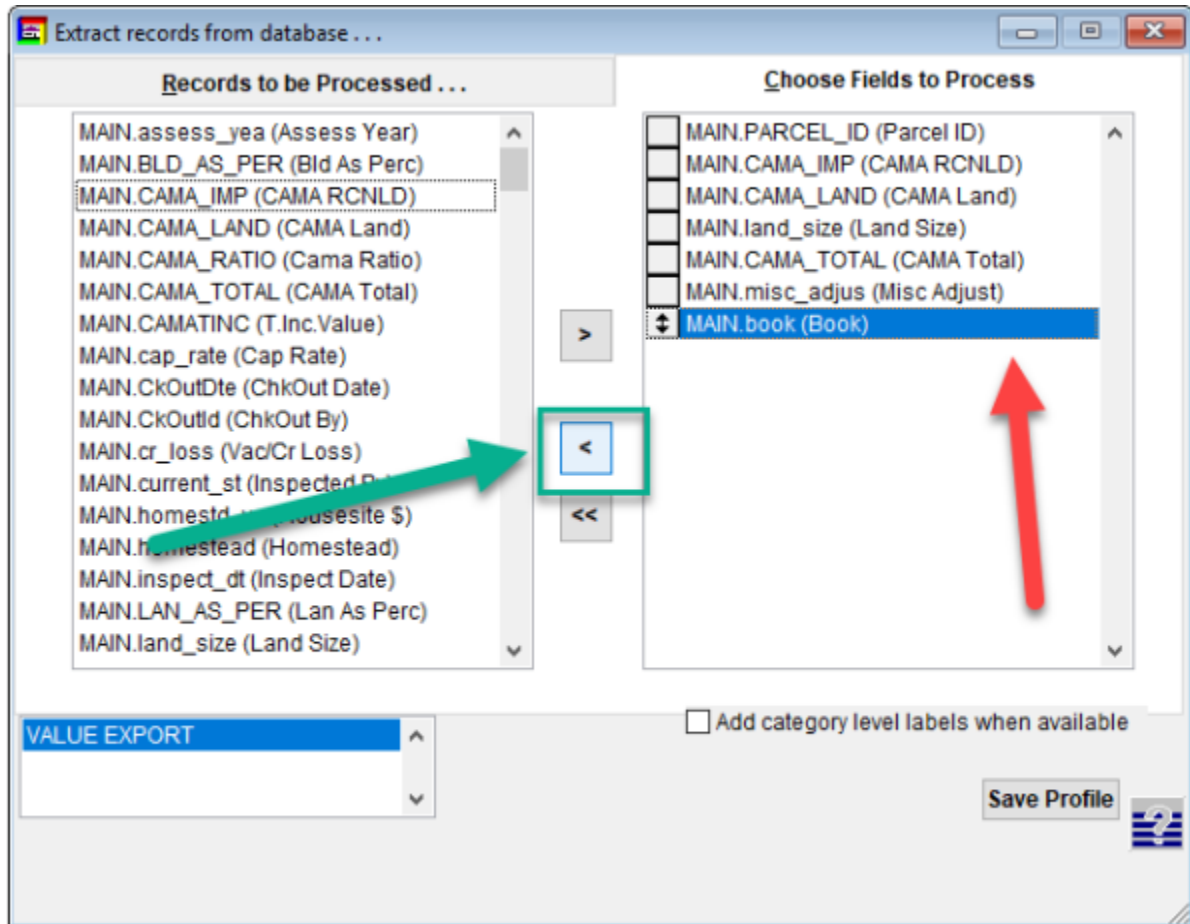 Extract records from database . . .
Records to be Processed . . .
Choose Fields to Process
MAIN.assess_yea (Assess Year)
MAIN.BLD_AS_PER (Bld As Perc)
MAIN.CAMA_IMP (CAMA RCNLD)
MAIN.CAMA_LAND (CAMA Land)
MAIN.CAMA_RATIO (Cama Ratio)
MAIN.CAMA_TOTAL (CAMA Total)
MAIN.CAMATINC (T.Inc.Value)
MAIN.cap_rate (Cap Rate)
MAIN.CkOutDte (ChkOut Date)
MAIN.CkOutId (ChkOut By)
MAIN.cr_loss (Vac/Cr Loss)
MAIN.current_st (Inspected
$)
MAIN.homestead (Homestead)
MAIN.inspect_dt (Inspect Date)
MAIN.LAN_AS_PER (Lan As Perc)
MAIN.land_size (Land Size)
>
<
<<
MAIN.PARCEL_ID (Parcel ID)
MAIN.CAMA_IMP (CAMA RCNLD)
MAIN.CAMA_LAND (CAMA Land)
MAIN.land_size (Land Size)
MAIN.CAMA_TOTAL (CAMA Total)
MAIN.misc_adjus (Misc Adjust)
MAIN.book (Book)
VALUE EXPORT
Add category level labels when available
Save Profile
?